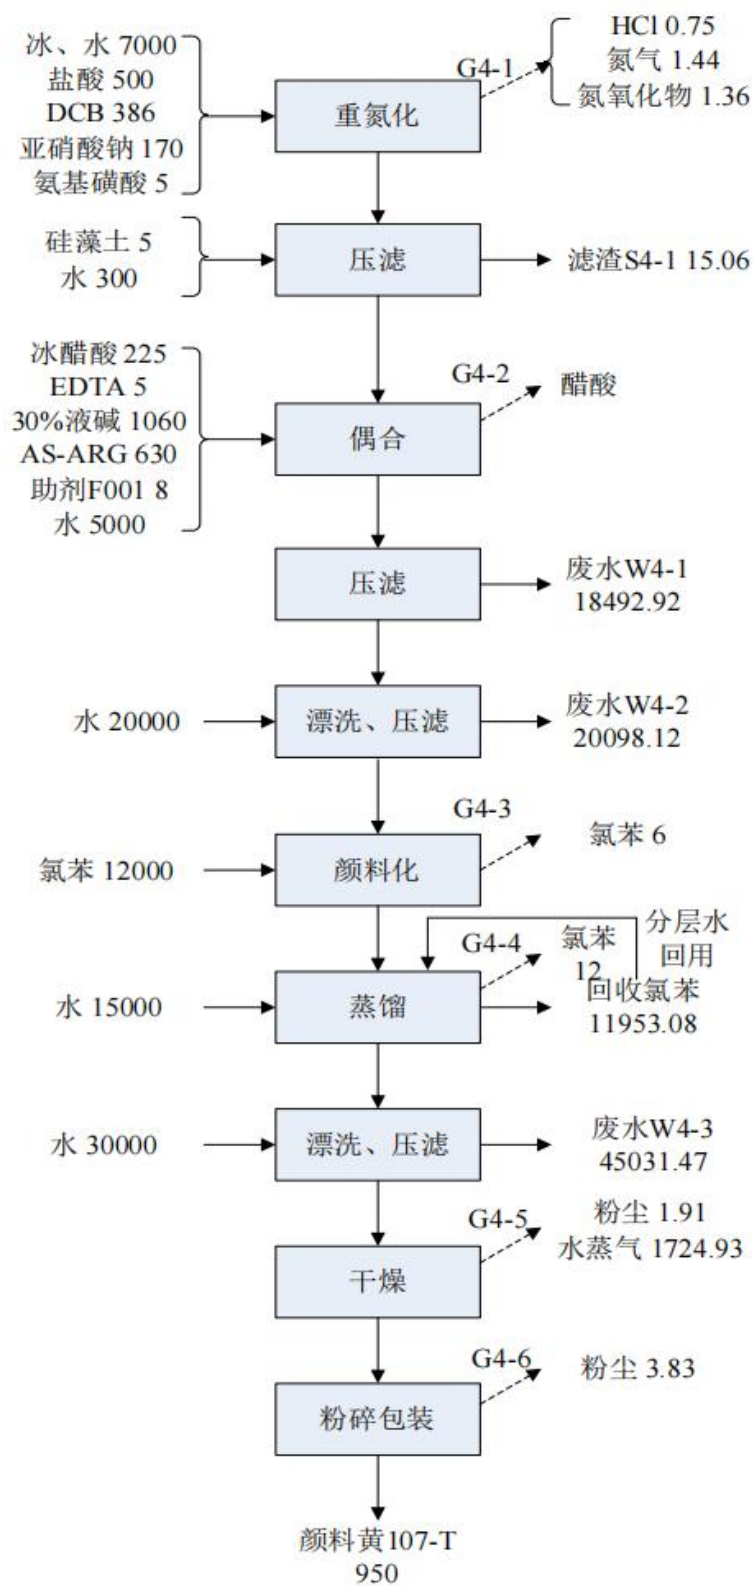 冰、水 7000
盐酸 500
DCB 386
亚硝酸钠 170
氨基磺酸 5
重氮化
G4-1
HCl 0.75
氮气 1.44
氮氧化物 1.36
硅藻土 5
水 300
压滤
滤渣S4-1 15.06
冰醋酸 225
EDTA 5
30%液碱 1060
AS-ARG 630
助剂F001 8
水 5000
偶合
G4-2
醋酸
压滤
废水W4-1
18492.92
水 20000
漂洗、压滤
废水W4-2
20098.12
氯苯 12000
颜料化
G4-3
氯苯 6
水 15000
蒸馏
G4-4
氯苯
12
分层水
回用
回收氯苯
11953.08
水 30000
漂洗、压滤
废水W4-3
45031.47
干燥
G4-5
粉尘 1.91
水蒸气 1724.93
粉碎包装
G4-6
粉尘 3.83
颜料黄107-T
950